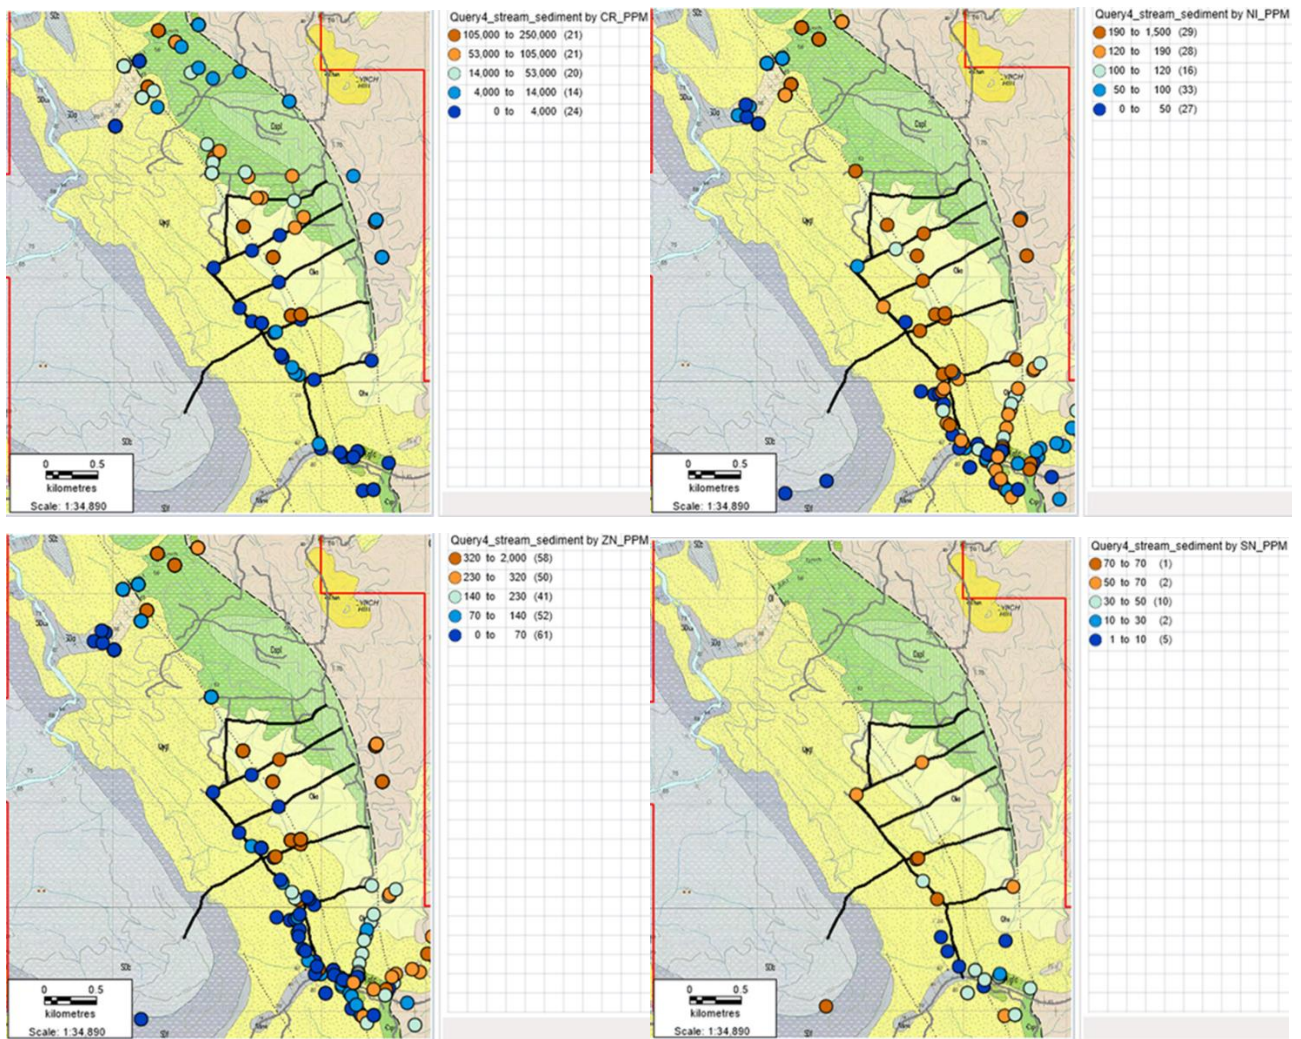 Query4_stream_sediment by CR_PPM
105,000 to 250,000 (21)
53,000 to 105,000 (21)
14,000 to 53,000 (20)
4,000 to 14,000 (14)
0 to 4,000 (24)
0 0.5
kilometres
Scale: 1:34,890
Query4_stream_sediment by NI_PPM
190 to 1,500 (29)
120 to 190 (28)
100 to 120 (16)
50 to 100 (33)
0 to 50 (27)
0 0.5
kilometres
Scale: 1:34,890
Query4_stream_sediment by ZN_PPM
320 to 2,000 (58)
230 to 320 (50)
140 to 230 (41)
70 to 140 (52)
0 to 70 (61)
0 0.5
kilometres
Scale: 1:34,890
Query4_stream_sediment by SN_PPM
70 to 70 (1)
50 to 70 (2)
30 to 50 (10)
10 to 30 (2)
1 to 10 (5)
0 0.5
kilometres
Scale: 1:34,890